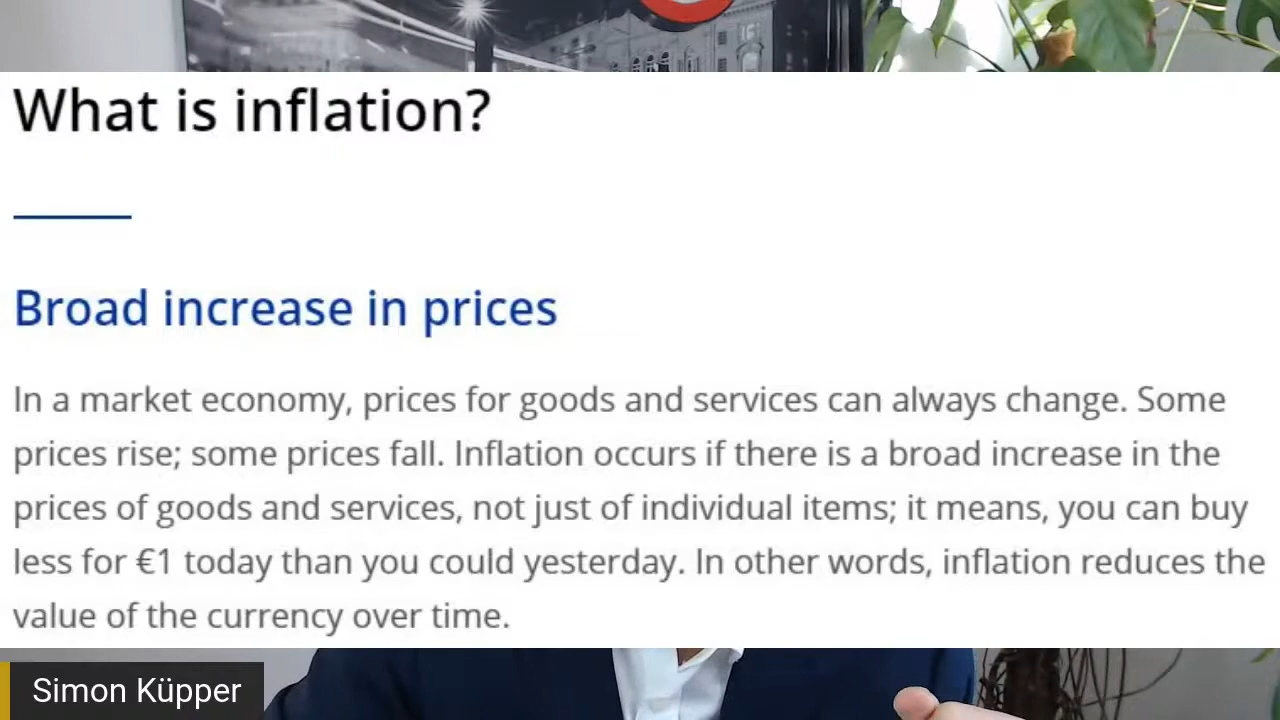 What is inflation?
Broad increase in prices
In a market economy, prices for goods and services can always change. Some
prices rise; some prices fall. Inflation occurs if there is a broad increase in the
prices of goods and services, not just of individual items; it means, you can buy
less for €1 today than you could yesterday. In other words, inflation reduces the
value of the currency over time.
Simon Küpper